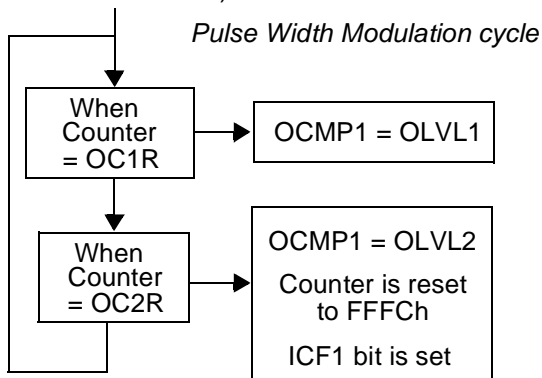 Pulse Width Modulation cycle
When
Counter
= OC1R
OCMP1 = OLVL1
When
Counter
= OC2R
OCMP1 = OLVL2
Counter is reset
to FFFCh
ICF1 bit is set